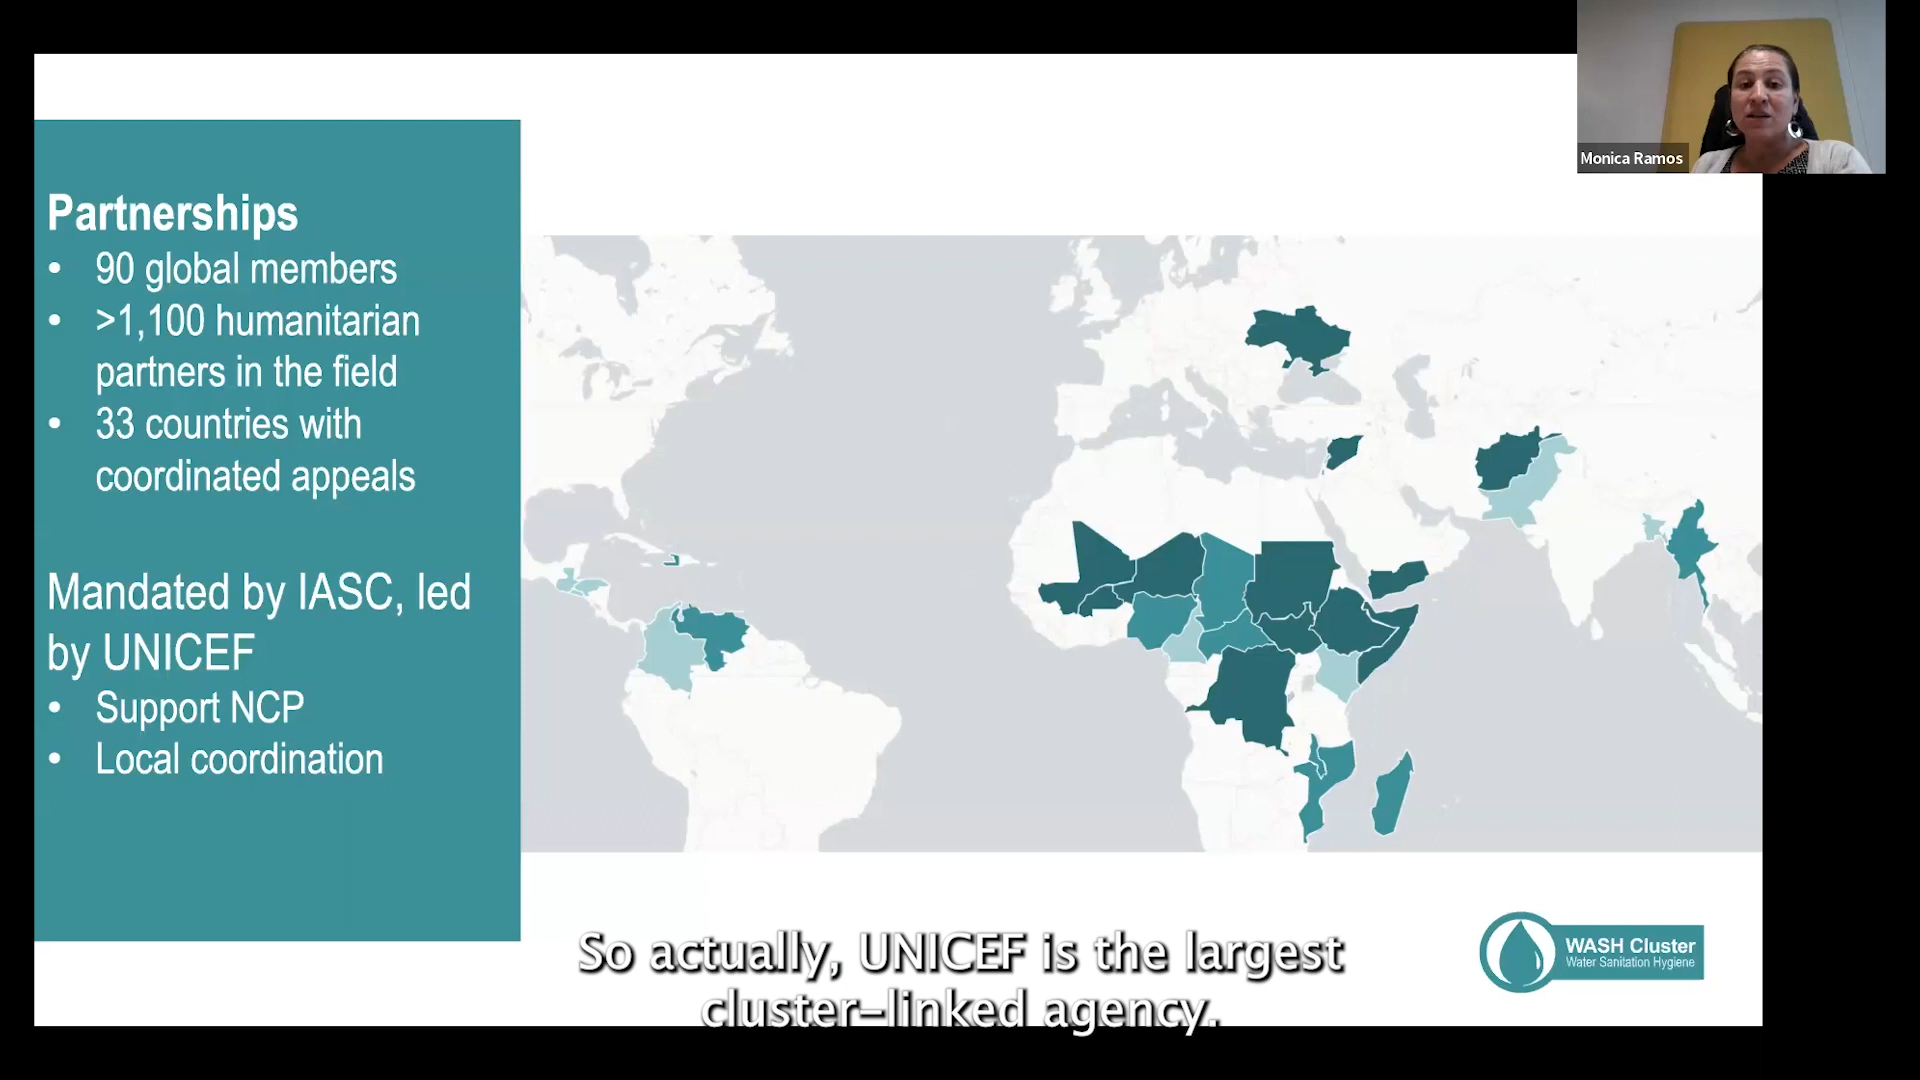 Monica Ramos
Partnerships
• 90 global members
• >1,100 humanitarian
partners in the field
• 33 countries with
coordinated appeals
Mandated by IASC, led
by UNICEF
• Support NCP
• Local coordination
WASH Cluster
Water Sanitation Hygiene
So actually, UNICEF is the largest
cluster-linked agency.